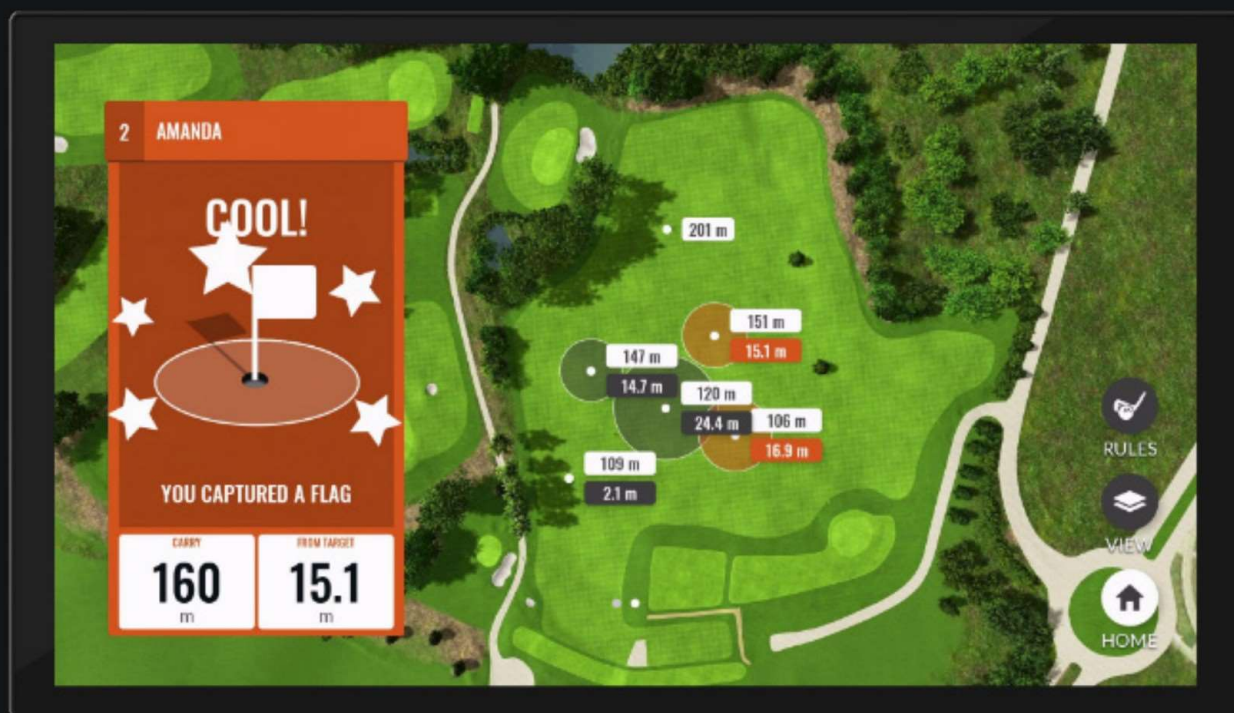 2 AMANDA
COOL!
YOU CAPTURED A FLAG
CARRY
160
m
FROM TARGET
15.1
m
201 m
151 m
15.1 m
147 m
14.7 m
120 m
24.4 m
106 m
16.9 m
109 m
2.1 m
RULES
VIEW
HOME